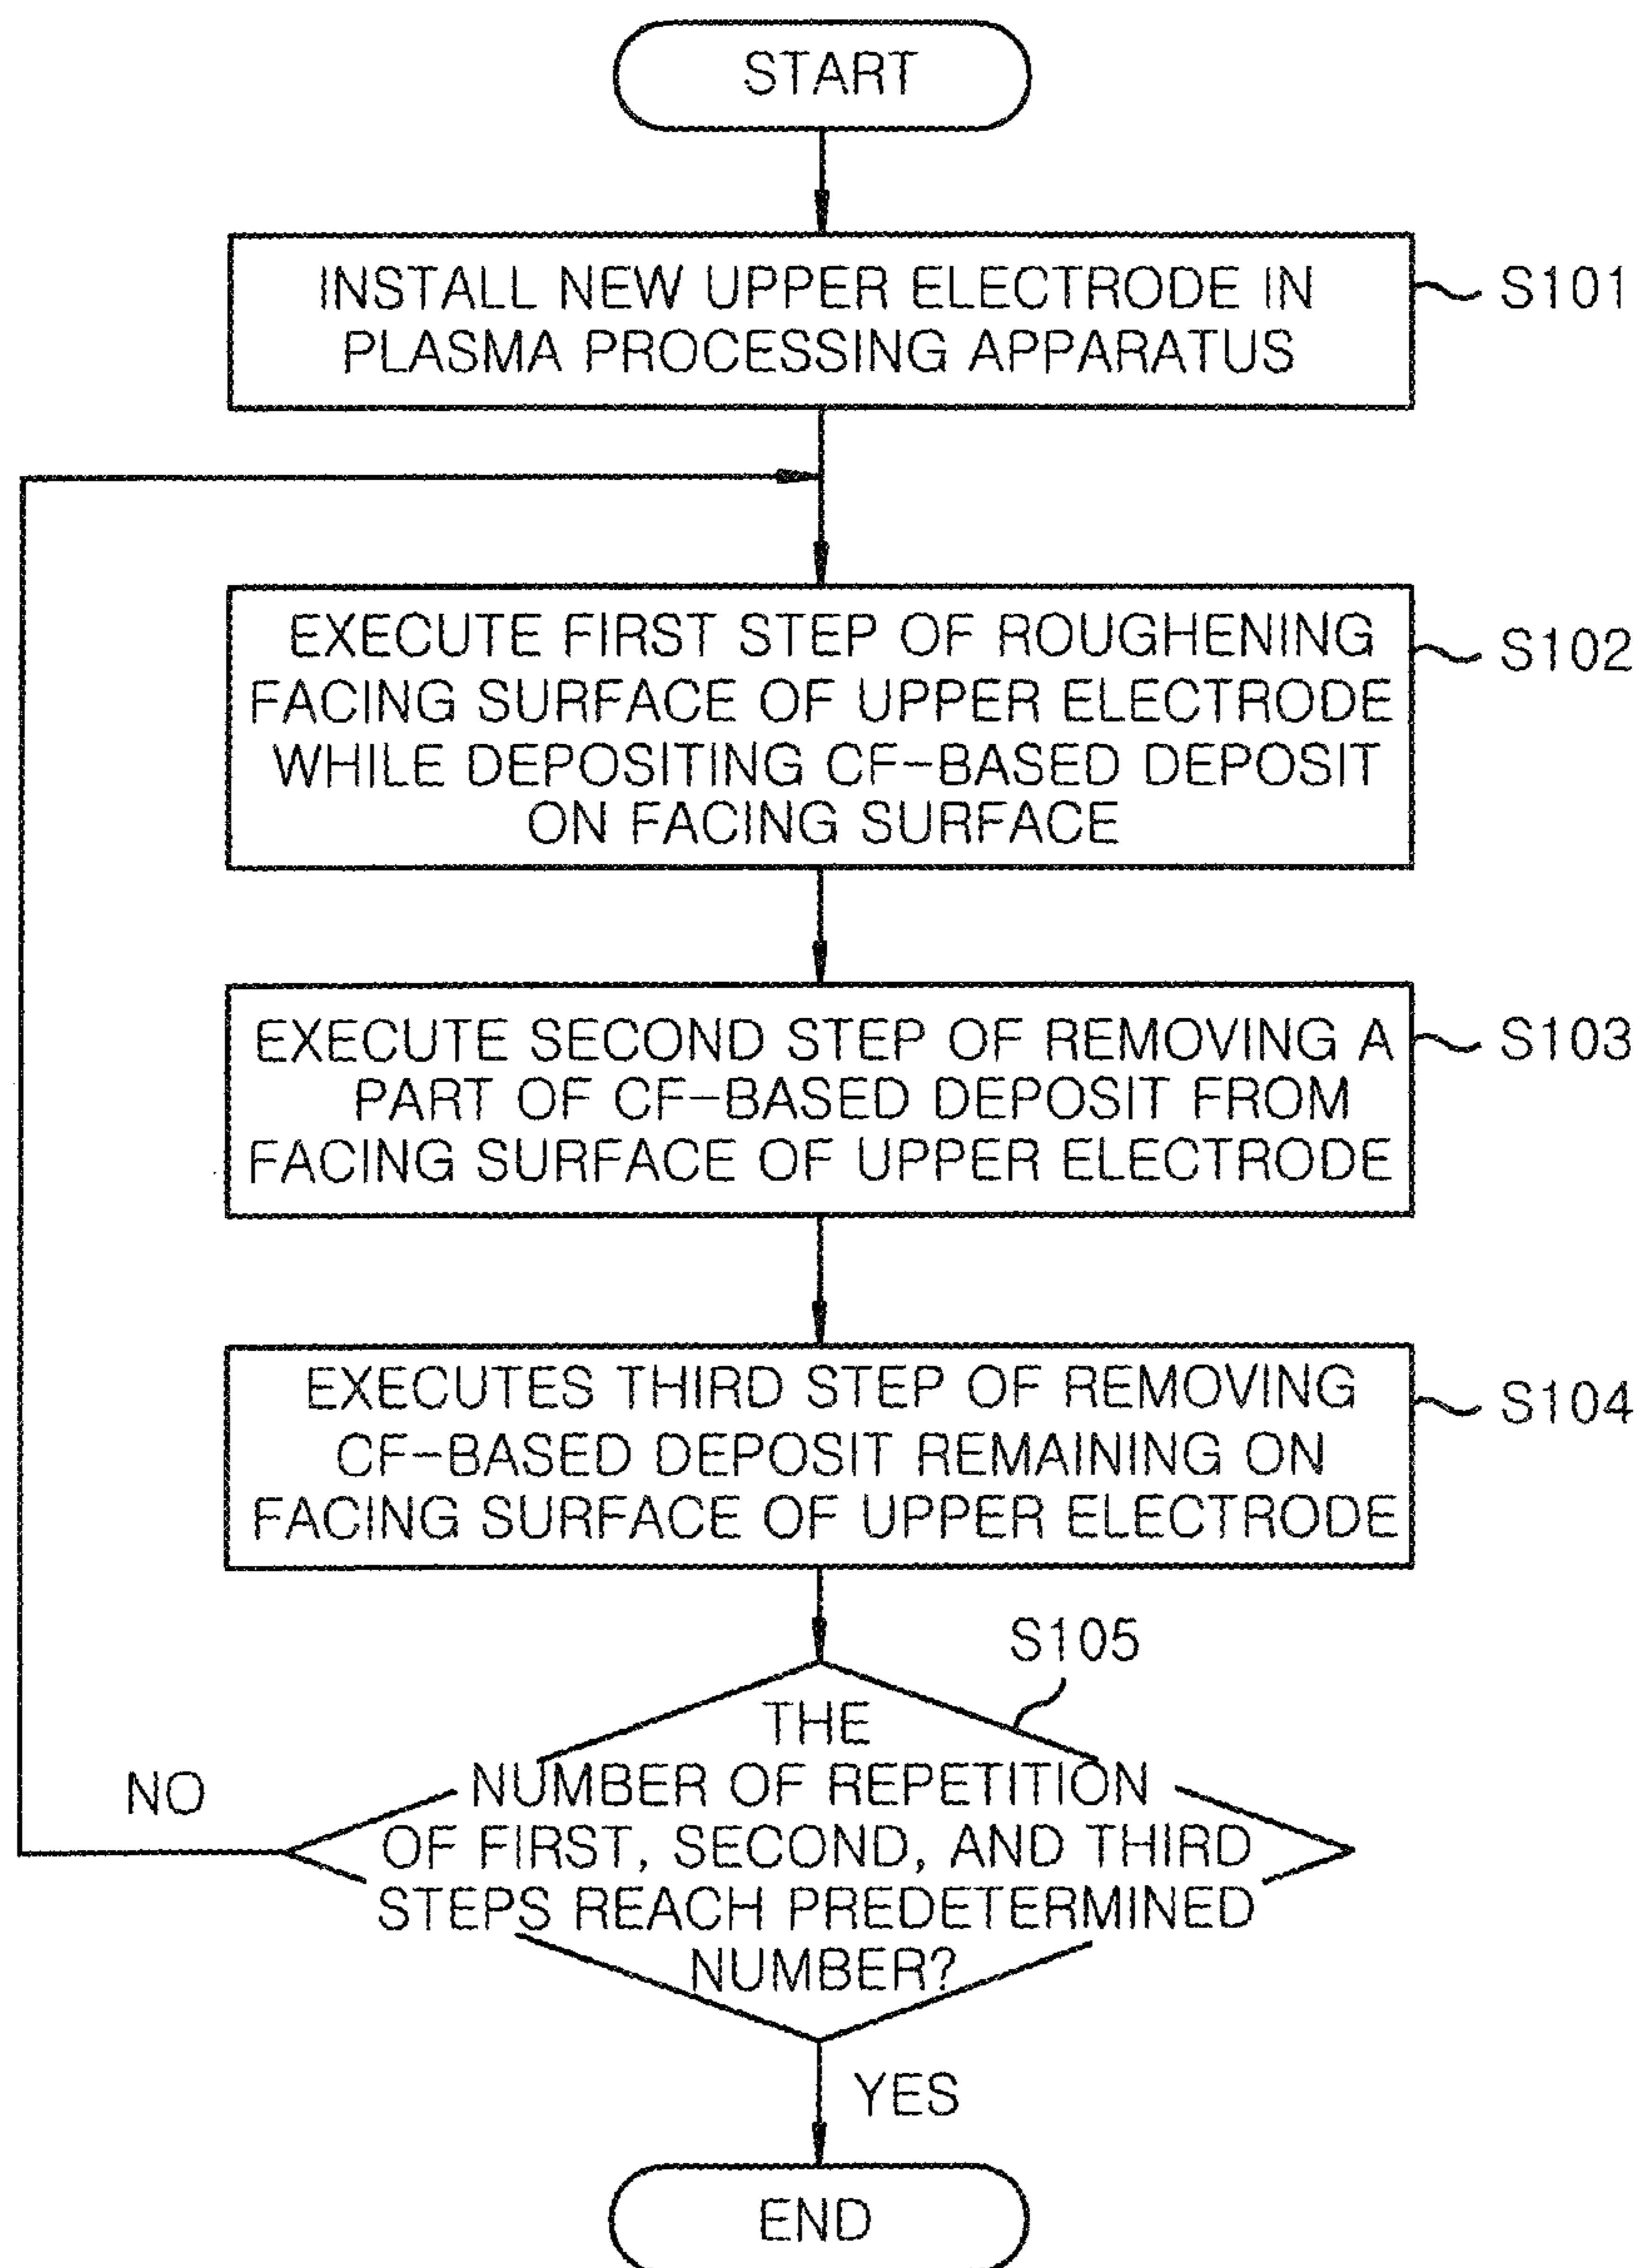 START
INSTALL NEW UPPER ELECTRODE IN
PLASMA PROCESSING APPARATUS
S101
EXECUTE FIRST STEP OF ROUGHENING
FACING SURFACE OF UPPER ELECTRODE
WHILE DEPOSITING CF-BASED DEPOSIT
ON FACING SURFACE
S102
EXECUTE SECOND STEP OF REMOVING A
PART OF CF-BASED DEPOSIT FROM
FACING SURFACE OF UPPER ELECTRODE
S103
EXECUTES THIRD STEP OF REMOVING
CF-BASED DEPOSIT REMAINING ON
FACING SURFACE OF UPPER ELECTRODE
S104
S105
THE
NUMBER OF REPETITION
OF FIRST, SECOND, AND THIRD
STEPS REACH PREDETERMINED
NUMBER?
NO
YES
END